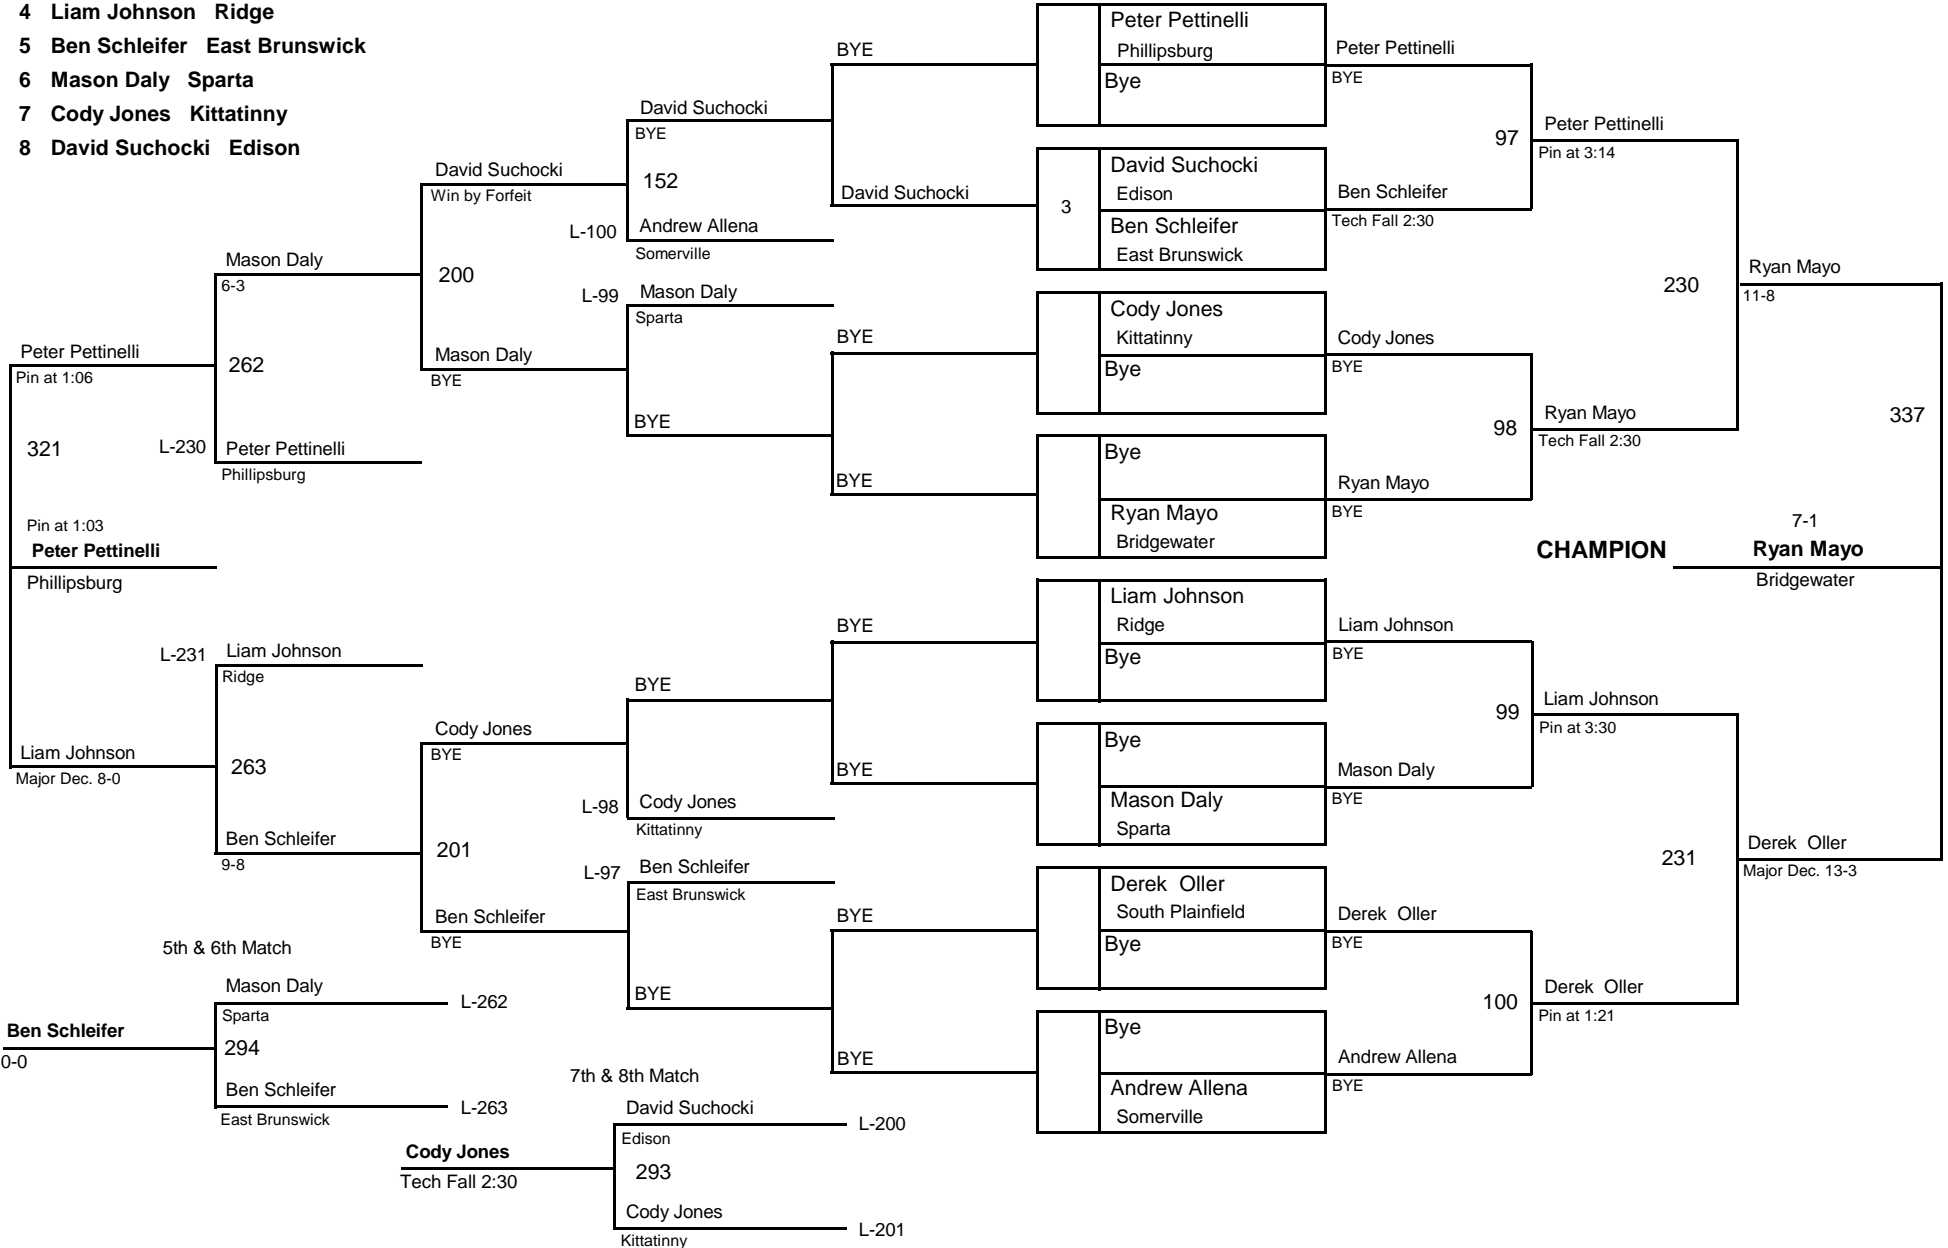 4 Liam Johnson Ridge
5 Ben Schleifer East Brunswick
6 Mason Daly Sparta
7 Cody Jones Kittatinny
8 David Suchocki Edison
Peter Pettinelli
Pin at 1:06
321
Pin at 1:03
Peter Pettinelli
Phillipsburg
Liam Johnson
Major Dec. 8-0
Mason Daly
6-3
262
L-230 Peter Pettinelli
Phillipsburg
L-231 Liam Johnson
Ridge
263
Ben Schleifer
9-8
5th & 6th Match
Mason Daly
L-262
Sparta
Ben Schleifer
294
0-0
Ben Schleifer
L-263
East Brunswick
David Suchocki
Win by Forfeit
200
Mason Daly
BYE
Cody Jones
BYE
201
Ben Schleifer
BYE
7th & 8th Match
David Suchocki
L-200
Edison
Cody Jones
293
Tech Fall 2:30
Cody Jones
L-201
Kittatinny
David Suchocki
BYE
152
L-100 Andrew Allena
Somerville
L-99 Mason Daly
Sparta
BYE
BYE
L-98 Cody Jones
Kittatinny
L-97 Ben Schleifer
East Brunswick
BYE
BYE
David Suchocki
BYE
BYE
BYE
BYE
BYE
BYE
Peter Pettinelli
Phillipsburg
Bye
3
David Suchocki
Edison
Ben Schleifer
East Brunswick
Cody Jones
Kittatinny
Bye
Bye
Ryan Mayo
Bridgewater
Liam Johnson
Ridge
Bye
Bye
Mason Daly
Sparta
Derek Oller
South Plainfield
Bye
Bye
Andrew Allena
Somerville
Peter Pettinelli
BYE
97
Ben Schleifer
Tech Fall 2:30
Cody Jones
BYE
98
Ryan Mayo
BYE
Liam Johnson
BYE
99
Mason Daly
BYE
Derek Oller
BYE
100
Andrew Allena
BYE
Peter Pettinelli
Pin at 3:14
230
Ryan Mayo
Tech Fall 2:30
Liam Johnson
Pin at 3:30
231
Derek Oller
Pin at 1:21
Ryan Mayo
11-8
337
7-1
CHAMPION Ryan Mayo
Bridgewater
Derek Oller
Major Dec. 13-3